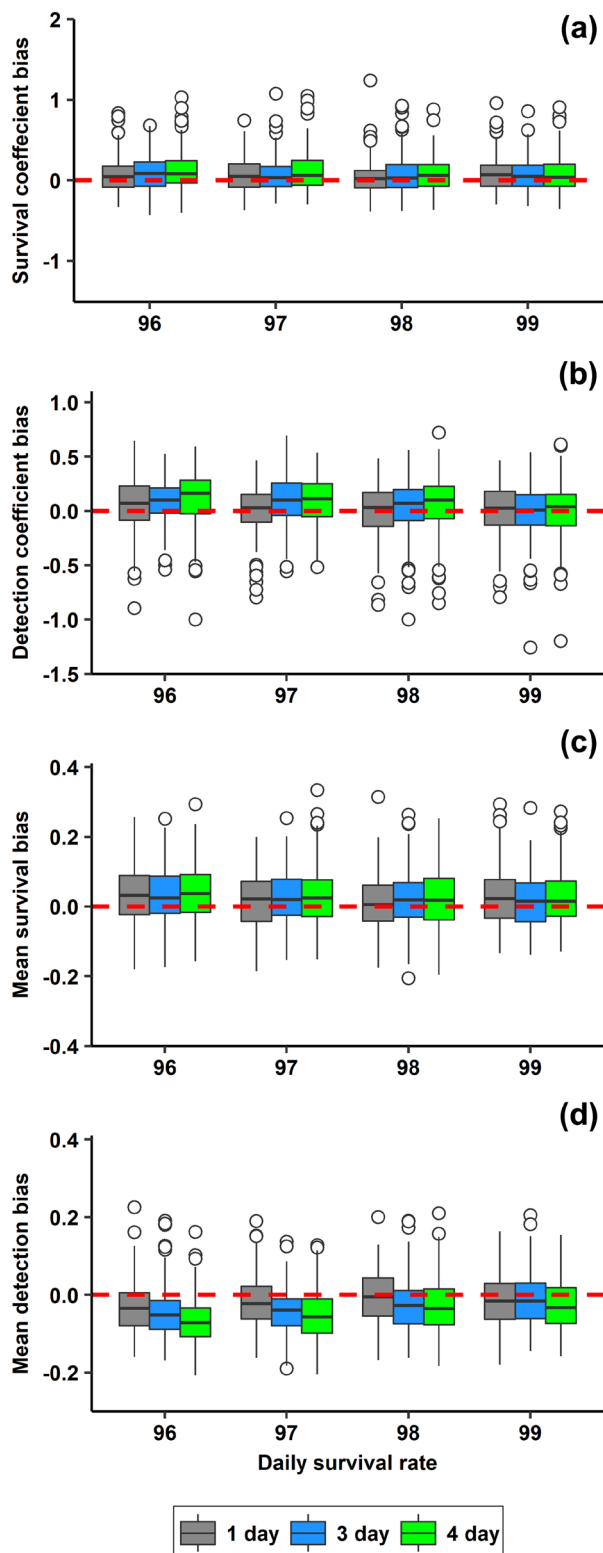 (a)
Survival coeffecient bias
2
1
0
-1
96 97 98 99
(b)
Detection coefficient bias
1.0
0.5
0.0
-0.5
-1.0
-1.5
96 97 98 99
(c)
Mean survival bias
0.4
0.2
0.0
-0.2
-0.4
96 97 98 99
(d)
Mean detection bias
0.4
0.2
0.0
-0.2
96 97 98 99
Daily survival rate
1 day 3 day 4 day